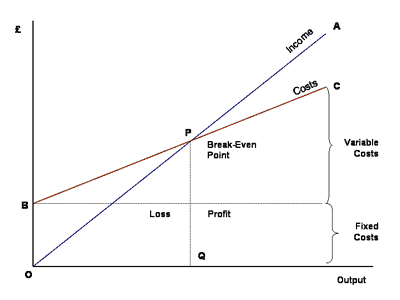 £
A
Income
Costs
C
P
Break-Even
Point
Variable
Costs
B
Loss
Profit
Fixed
Costs
Q
O
Output